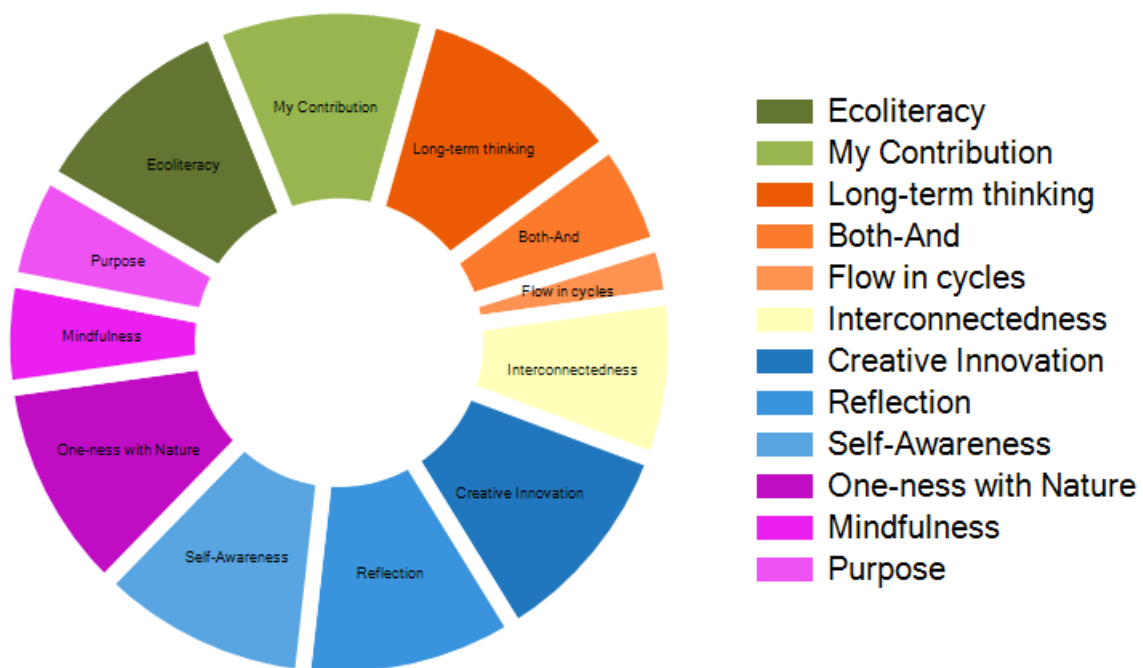 My Contribution
Long-term thinking
Ecoliteracy
Both-And
Purpose
Flow in cycles
Mindfulness
Interconnectedness
One-ness with Nature
Creative Innovation
Self-Awareness
Reflection
Ecoliteracy
My Contribution
Long-term thinking
Both-And
Flow in cycles
Interconnectedness
Creative Innovation
Reflection
Self-Awareness
One-ness with Nature
Mindfulness
Purpose